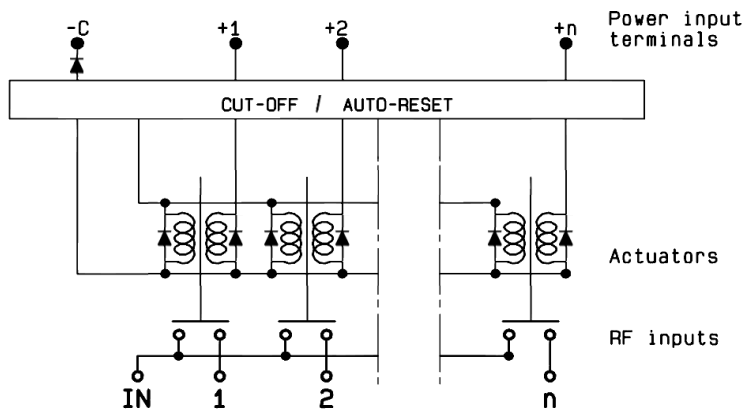 -C +1 +2 +n Power input
terminals
CUT-OFF / AUTO-RESET
Actuators
RF inputs
IN 1 2 n